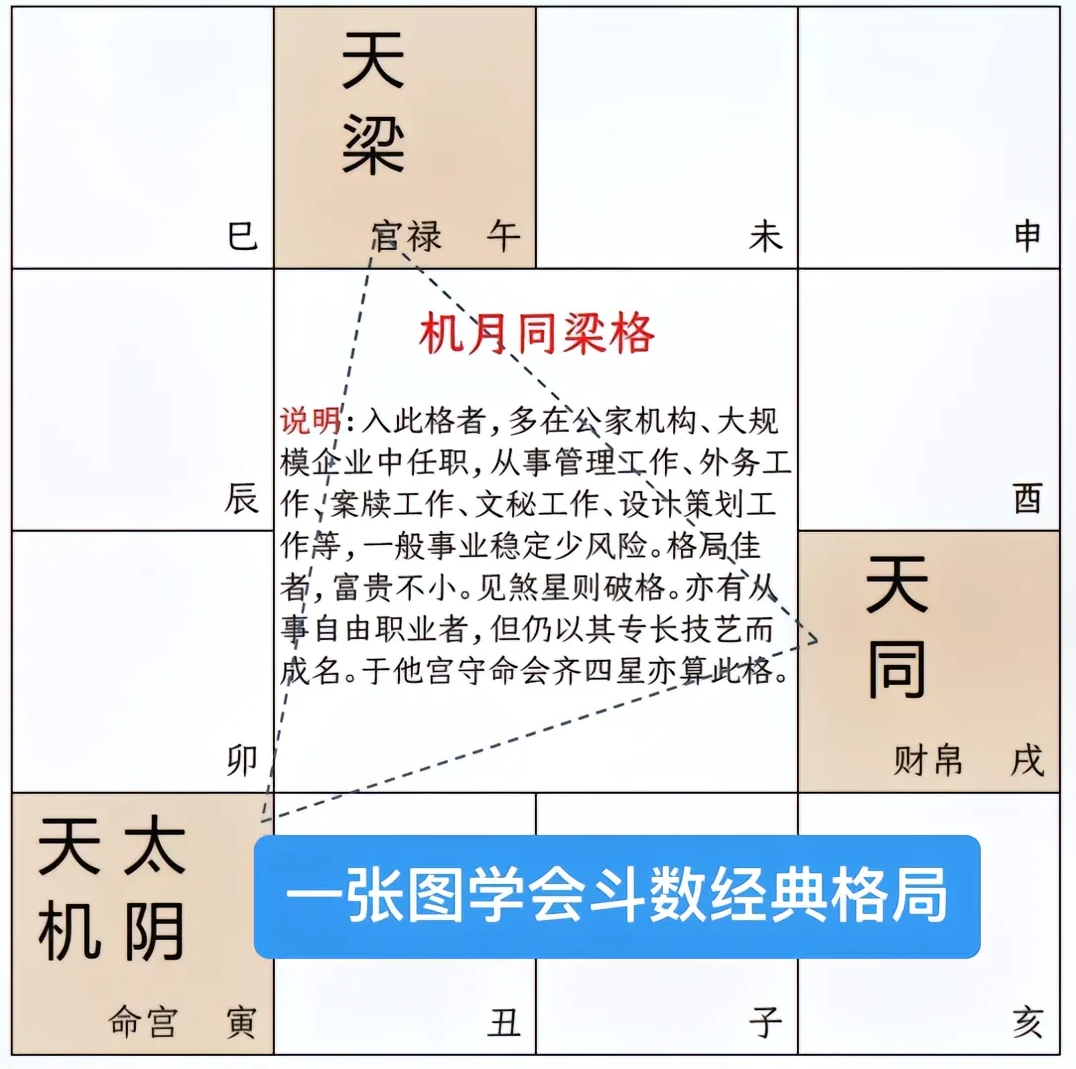 天
梁
官禄 午
巳
未
申
机月同梁格
说明:入此格者,多在公家机构、大规
模企业中任职,从事管理工作、外务工
作、案牍工作、文秘工作、设计策划工
作等,一般事业稳定少风险。格局佳
者,富贵不小。见煞星则破格。亦有从
事自由职业者,但仍以其专长技艺而
成名。于他宫守命会齐四星亦算此格。
辰
酉
卯
天
同
财帛 戌
天 太
机 阴
命宫 寅
一张图学会斗数经典格局
丑
子
亥